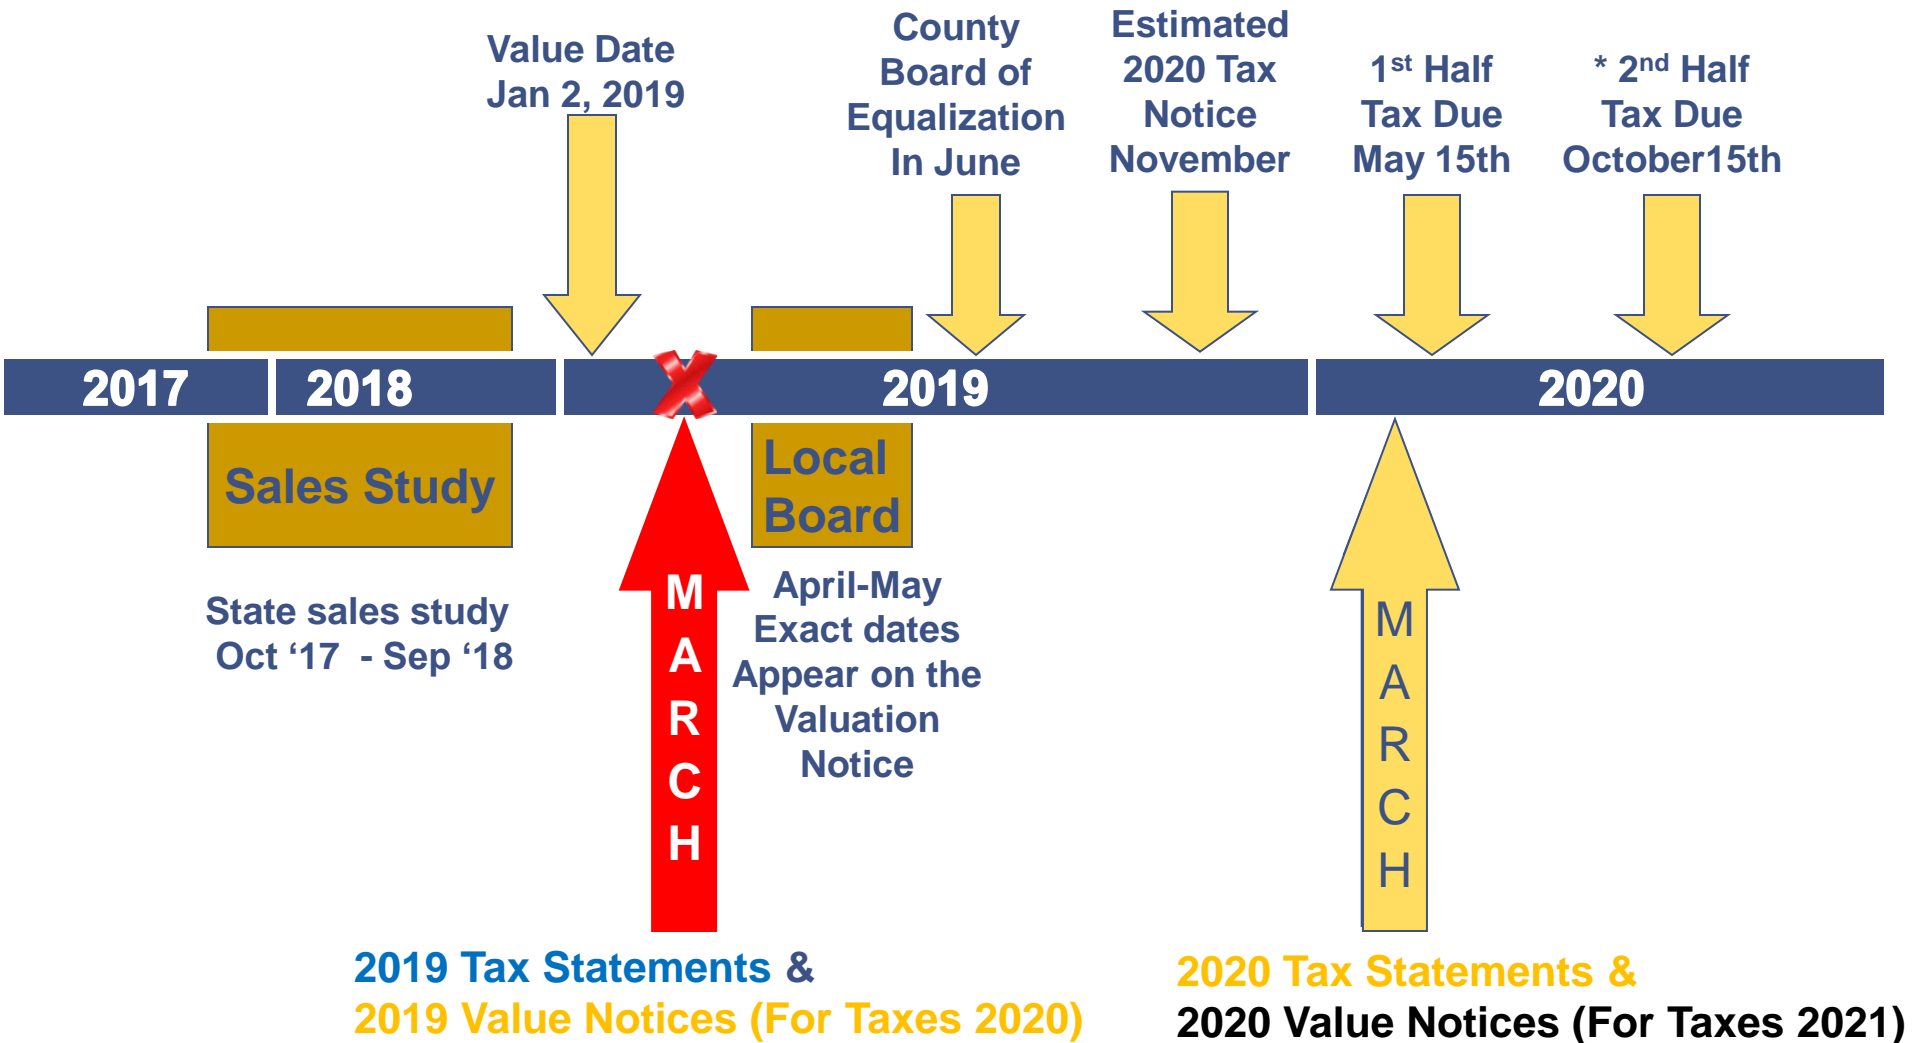 Value Date
Jan 2, 2019
County
Board of
Equalization
In June
Estimated
2020 Tax
Notice
November
1st Half
Tax Due
May 15th
* 2nd Half
Tax Due
October15th
2017
2018
2019
2020
Sales Study
Local
Board
State sales study
Oct ‘17 - Sep ‘18
M
A
R
C
H
April-May
Exact dates
Appear on the
Valuation
Notice
M
A
R
C
H
2019 Tax Statements &
2019 Value Notices (For Taxes 2020)
2020 Tax Statements &
2020 Value Notices (For Taxes 2021)